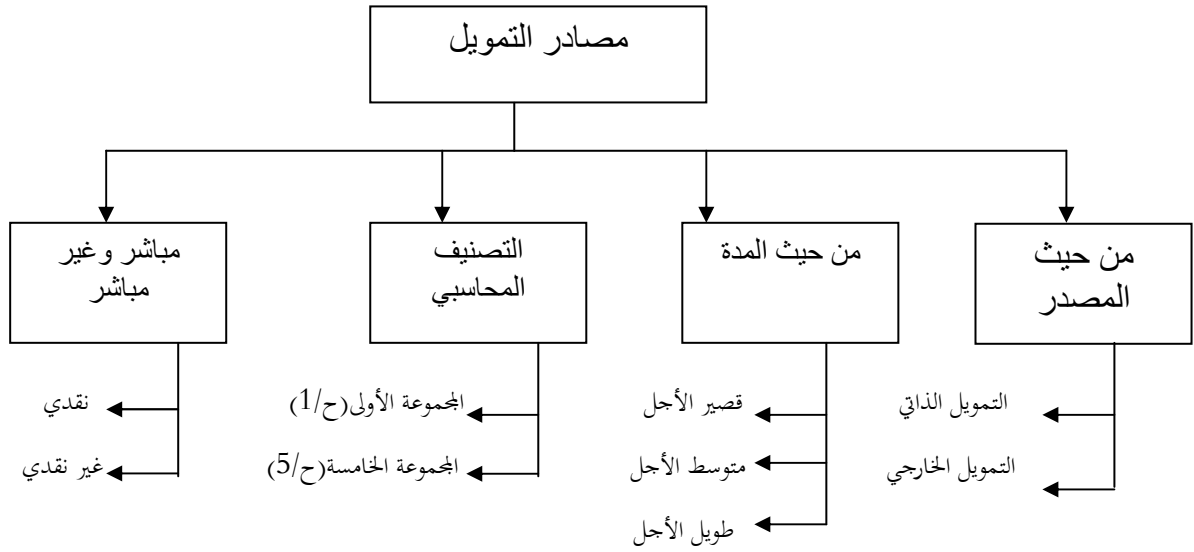 مصادر التمويل
من حيث
المصدر
من حيث المدة
التصنيف
المحاسبي
مباشر وغير
مباشر
التمويل الذاتي
التمويل الخارجي
قصير الأجل
متوسط الأجل
طويل الأجل
المجموعة الأولى(ح/1)
المجموعة الخامسة(ح/5)
نقدي
غير نقدي